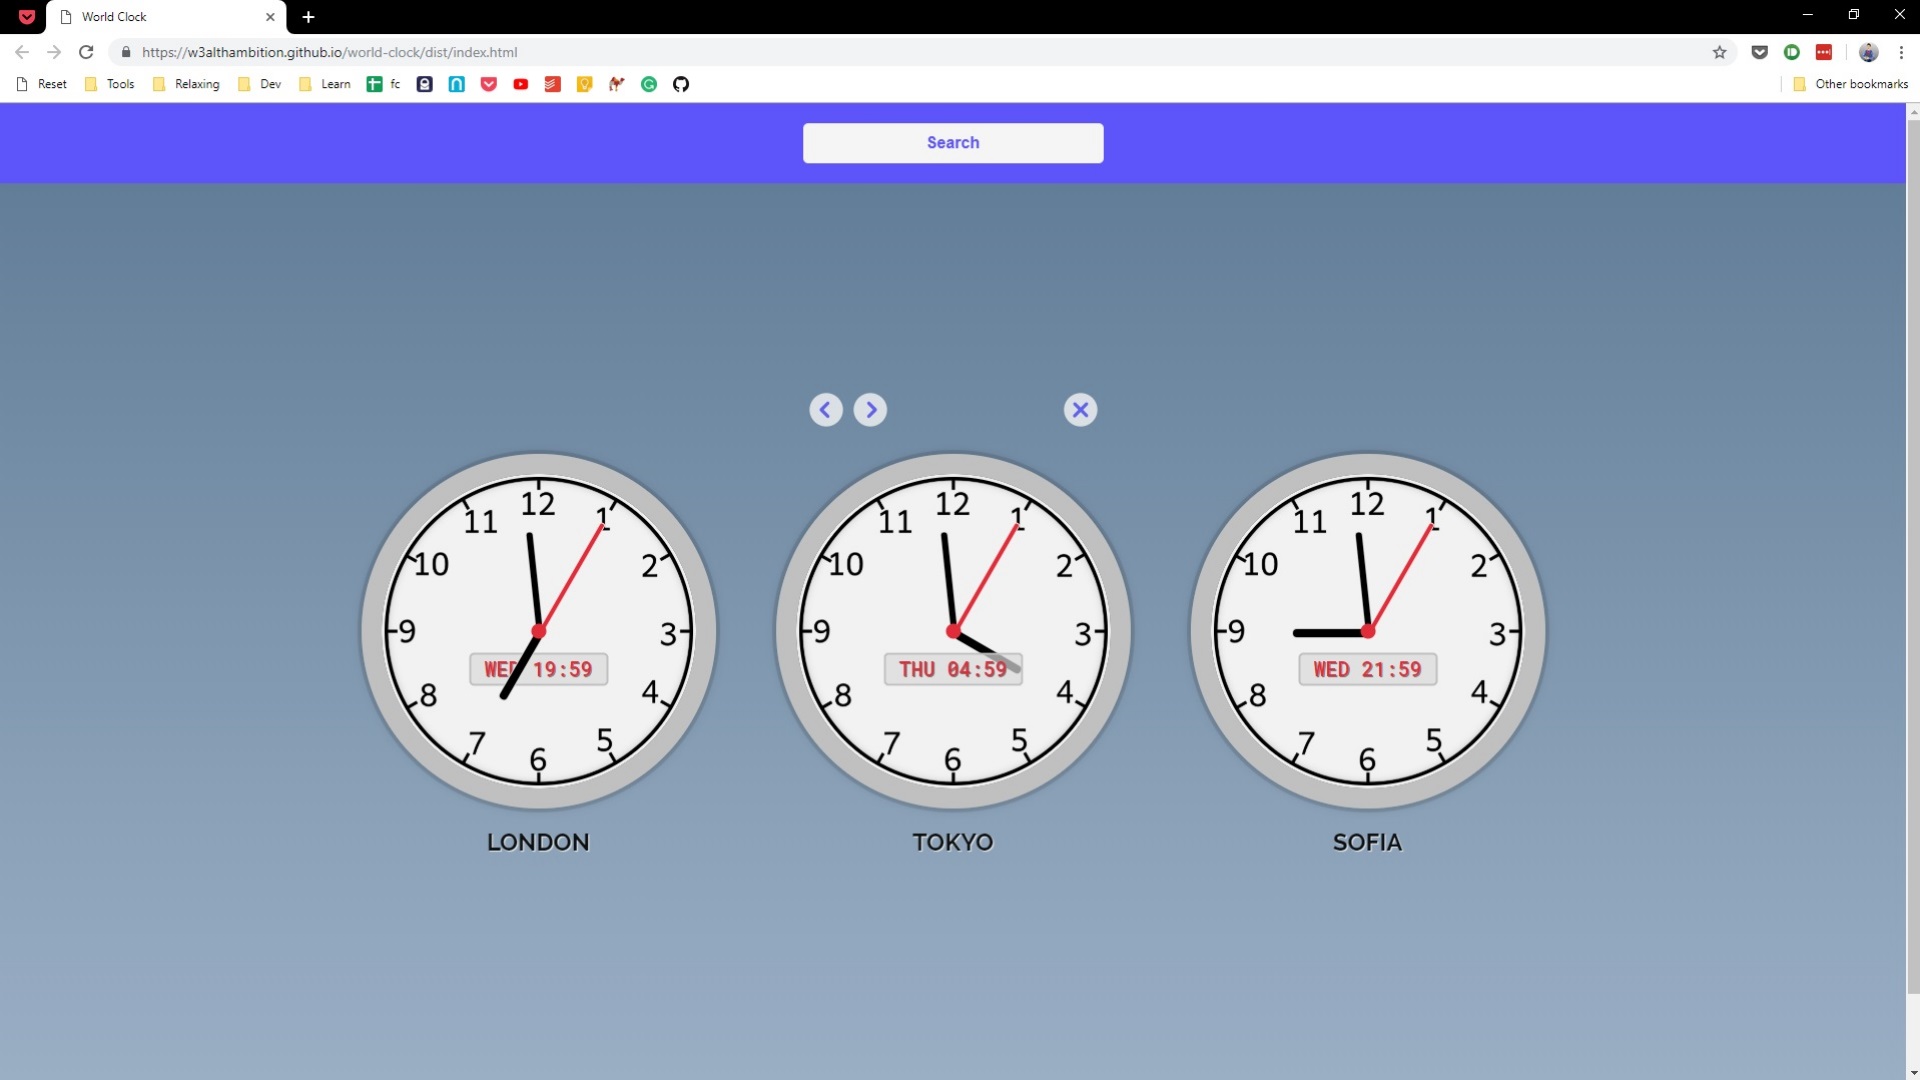 World Clock
https://w3althambition.github.io/world-clock/dist/index.html
Reset Tools Relaxing Dev Learn fc Other bookmarks
Search
12 1 2 3 4 5 6 7 8 9 10 11
WED 19:59
LONDON
12 1 2 3 4 5 6 7 8 9 10 11
THU 04:59
TOKYO
12 1 2 3 4 5 6 7 8 9 10 11
WED 21:59
SOFIA